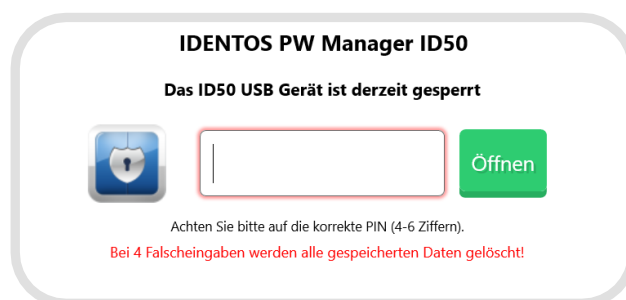 IDENTOS PW Manager ID50
Das ID50 USB Gerät ist derzeit gesperrt
Öffnen
Achten Sie bitte auf die korrekte PIN (4-6 Ziffern).
Bei 4 Falscheingaben werden alle gespeicherten Daten gelöscht!